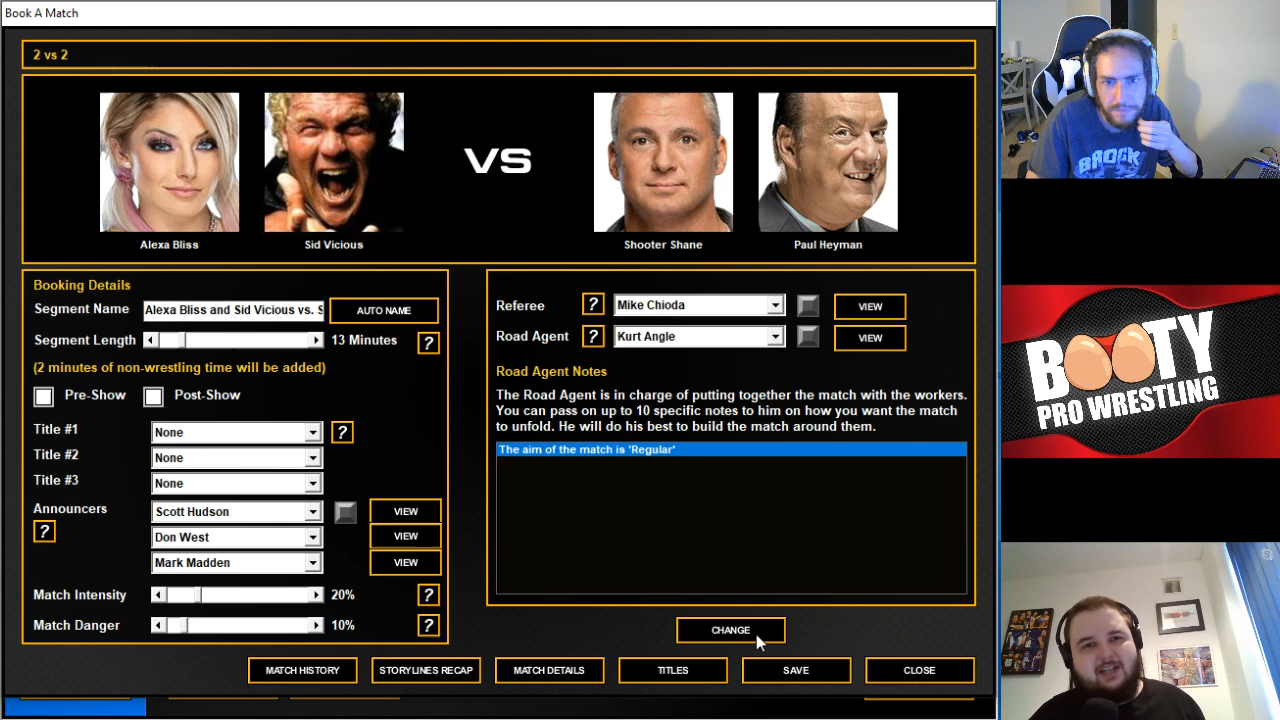 Book A Match
2 vs 2
VS
Alexa Bliss
Sid Vicious
Shooter Shane
Paul Heyman
Booking Details
Segment Name
Alexa Bliss and Sid Vicious vs. S
AUTO NAME
Segment Length
13 Minutes
?
(2 minutes of non-wrestling time will be added)
Pre-Show
Post-Show
Title #1
None
?
Title #2
None
Title #3
None
Announcers
Scott Hudson
VIEW
?
Don West
VIEW
Mark Madden
VIEW
Match Intensity
20%
?
Match Danger
10%
?
Referee
?
Mike Chioda
VIEW
Road Agent
?
Kurt Angle
VIEW
Road Agent Notes
The Road Agent is in charge of putting together the match with the workers.
You can pass on up to 10 specific notes to him on how you want the match
to unfold. He will do his best to build the match around them.
The aim of the match is 'Regular'
CHANGE
MATCH HISTORY
STORYLINES RECAP
MATCH DETAILS
TITLES
SAVE
CLOSE
BOOTY
PRO WRESTLING